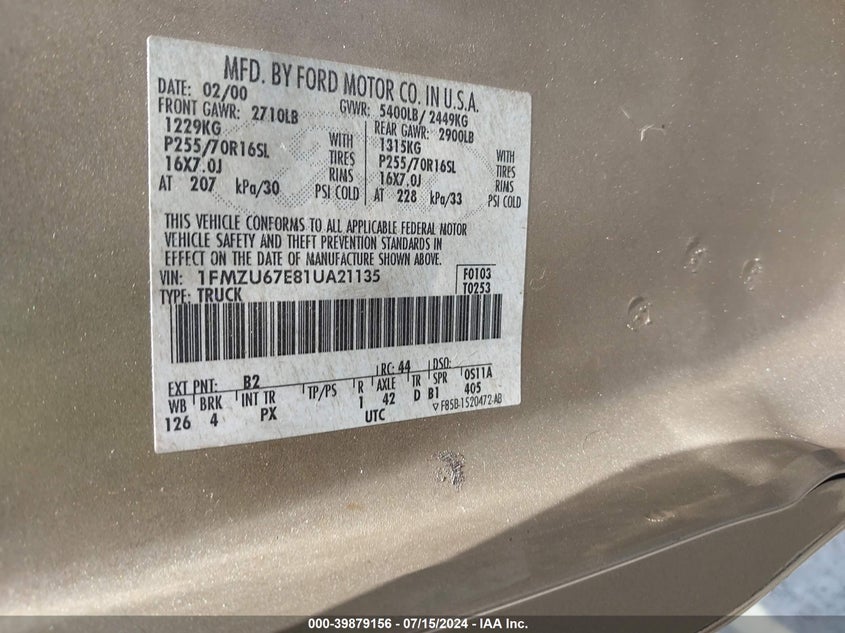 MFD. BY FORD MOTOR CO. IN U.S.A.
DATE: 02/00 GVWR: 5400LB/ 2449KG
FRONT GAWR: 2710LB REAR GAWR: 2900LB
1229KG WITH 1315KG WITH
P255/70R16SL TIRES P255/70R16SL TIRES
16X7.0J RIMS 16X7.0J RIMS
AT 207 kPa/30 PSI COLD AT 228 kPa/33 PSI COLD
THIS VEHICLE CONFORMS TO ALL APPLICABLE FEDERAL MOTOR
VEHICLE SAFETY AND THEFT PREVENTION STANDARDS IN
EFFECT ON THE DATE OF MANUFACTURE SHOWN ABOVE.
VIN: 1FMZU67E81UA21135 F0103
TYPE: TRUCK T0253
EXT PNT: B2 RC: 44 DSO:
WB BRK INT TR TP/PS R AXLE TR SPR 0S11A
126 4 PX 1 42 D B1 405
UTC ▽ F85B-1520472-AB
000-39879156 - 07/15/2024 - IAA Inc.